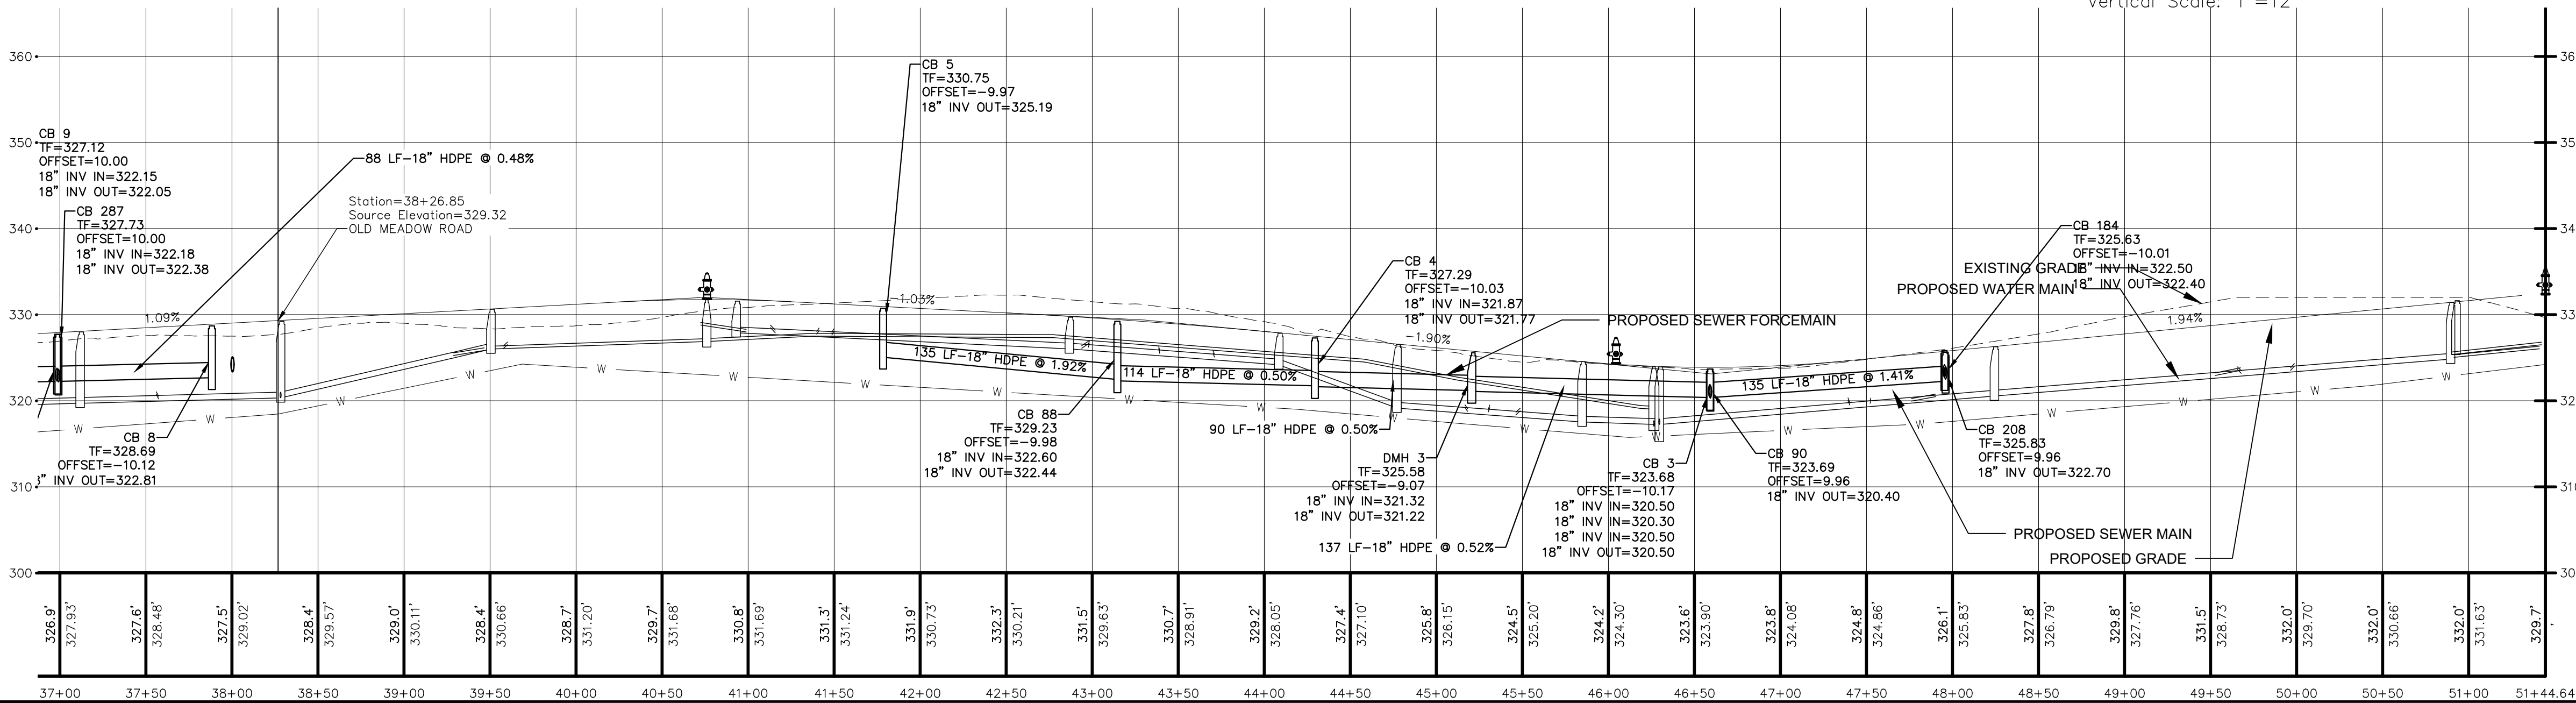 Vertical Scale: 1"=12'
360
350
340
330
320
310
300
CB 9
TF=327.12
OFFSET=10.00
18" INV IN=322.15
18" INV OUT=322.05
CB 287
TF=327.73
OFFSET=10.00
18" INV IN=322.18
18" INV OUT=322.38
88 LF-18" HDPE @ 0.48%
Station=38+26.85
Source Elevation=329.32
OLD MEADOW ROAD
1.09%
CB 8
TF=328.69
OFFSET=-10.12
" INV OUT=322.81
CB 5
TF=330.75
OFFSET=-9.97
18" INV OUT=325.19
-1.03%
135 LF-18" HDPE @ 1.92%
CB 88
TF=329.23
OFFSET=-9.98
18" INV IN=322.60
18" INV OUT=322.44
114 LF-18" HDPE @ 0.50%
CB 4
TF=327.29
OFFSET=-10.03
18" INV IN=321.87
18" INV OUT=321.77
-1.90%
PROPOSED SEWER FORCEMAIN
90 LF-18" HDPE @ 0.50%
DMH 3
TF=325.58
OFFSET=-9.07
18" INV IN=321.32
18" INV OUT=321.22
137 LF-18" HDPE @ 0.52%
CB 3
TF=323.68
OFFSET=-10.17
18" INV IN=320.50
18" INV IN=320.30
18" INV IN=320.50
18" INV OUT=320.50
CB 90
TF=323.69
OFFSET=9.96
18" INV OUT=320.40
135 LF-18" HDPE @ 1.41%
CB 184
TF=325.63
OFFSET=-10.01
18" INV IN=322.50
18" INV OUT=322.40
EXISTING GRADE
PROPOSED WATER MAIN
1.94%
CB 208
TF=325.83
OFFSET=9.96
18" INV OUT=322.70
PROPOSED SEWER MAIN
PROPOSED GRADE
W W W W W W W W W W W W W W W W W W W
36
35
34
33
32
31
30
326.9' 327.93'
327.6' 328.48'
327.5' 329.02'
328.4' 329.57'
329.0' 330.11'
328.4' 330.66'
328.7' 331.20'
329.7' 331.68'
330.8' 331.69'
331.3' 331.24'
331.9' 330.73'
332.3' 330.21'
331.5' 329.63'
330.7' 328.91'
329.2' 328.05'
327.4' 327.10'
325.8' 326.15'
324.5' 325.20'
324.2' 324.30'
323.6' 323.90'
323.8' 324.08'
324.8' 324.86'
326.1' 325.83'
327.8' 326.79'
329.8' 327.76'
331.5' 328.73'
332.0' 329.70'
332.0' 330.66'
332.0' 331.63'
329.7' -
37+00 37+50 38+00 38+50 39+00 39+50 40+00 40+50 41+00 41+50 42+00 42+50 43+00 43+50 44+00 44+50 45+00 45+50 46+00 46+50 47+00 47+50 48+00 48+50 49+00 49+50 50+00 50+50 51+00 51+44.64